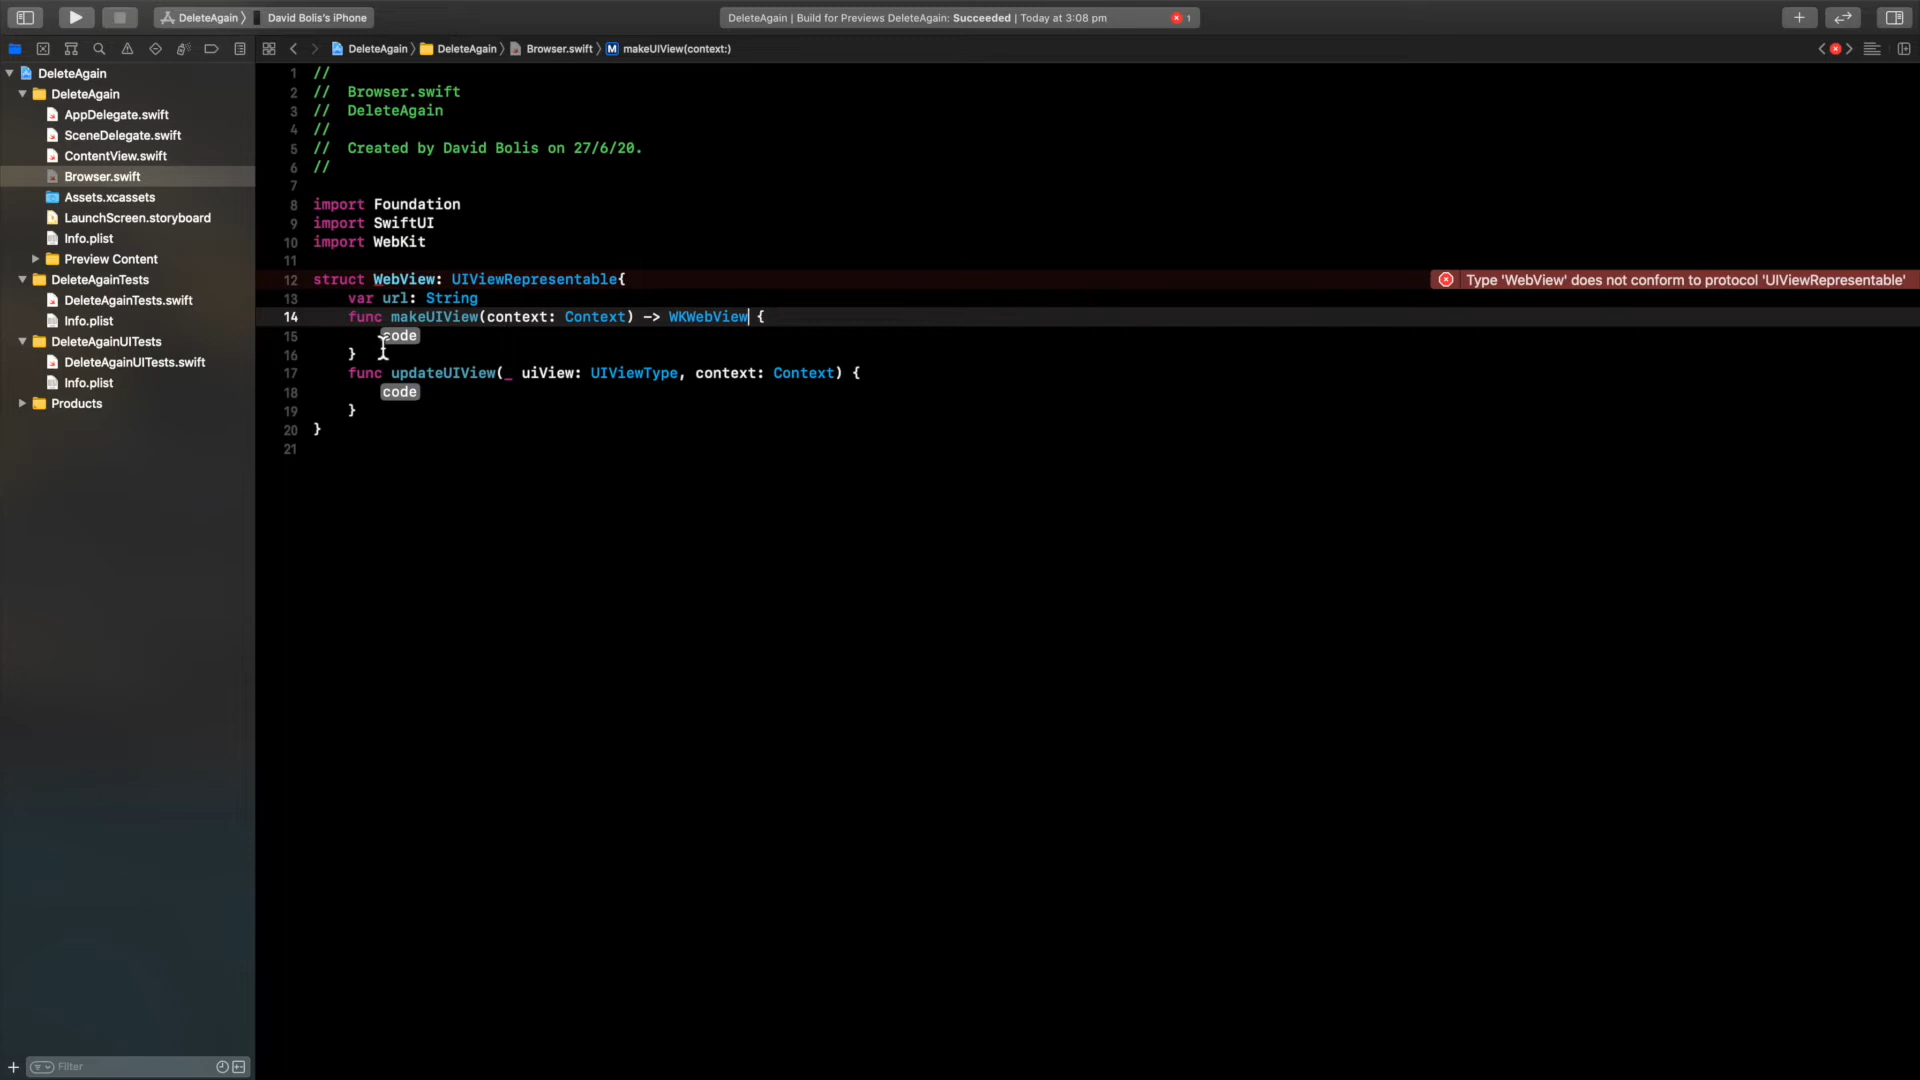 DeleteAgain
David Bolis's iPhone
DeleteAgain | Build for Previews DeleteAgain: Succeeded | Today at 3:08 pm
1
DeleteAgain
DeleteAgain
Browser.swift
M
makeUIView(context:)
DeleteAgain
DeleteAgain
AppDelegate.swift
SceneDelegate.swift
ContentView.swift
Browser.swift
Assets.xcassets
LaunchScreen.storyboard
Info.plist
Preview Content
DeleteAgainTests
DeleteAgainTests.swift
Info.plist
DeleteAgainUITests
DeleteAgainUITests.swift
Info.plist
Products
Filter
1 //
2 //  Browser.swift
3 //  DeleteAgain
4 //
5 //  Created by David Bolis on 27/6/20.
6 //
7
8 import Foundation
9 import SwiftUI
10 import WebKit
11
12 struct WebView: UIViewRepresentable{
Type 'WebView' does not conform to protocol 'UIViewRepresentable'
13     var url: String
14     func makeUIView(context: Context) -> WKWebView {
15         code
16     }
17     func updateUIView(_ uiView: UIViewType, context: Context) {
18         code
19     }
20 }
21